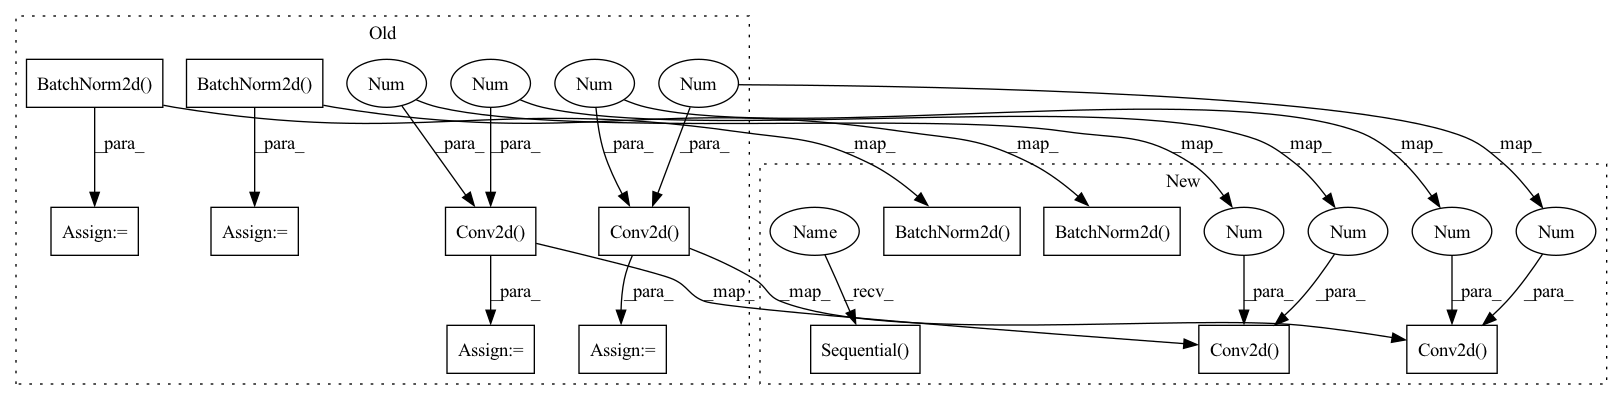 Old
BatchNorm2d()
BatchNorm2d()
Num
Num
Num
Num
_para_
_para_
_para_
_para_
_para_
_para_
_map_
_map_
_map_
_map_
_map_
_map_
New
Assign:=
Assign:=
Conv2d()
Conv2d()
Name
BatchNorm2d()
BatchNorm2d()
Num
Num
Num
Num
_para_
_para_
_map_
_map_
_recv_
_para_
_para_
_para_
_para_
Assign:=
Assign:=
Sequential()
Conv2d()
Conv2d()